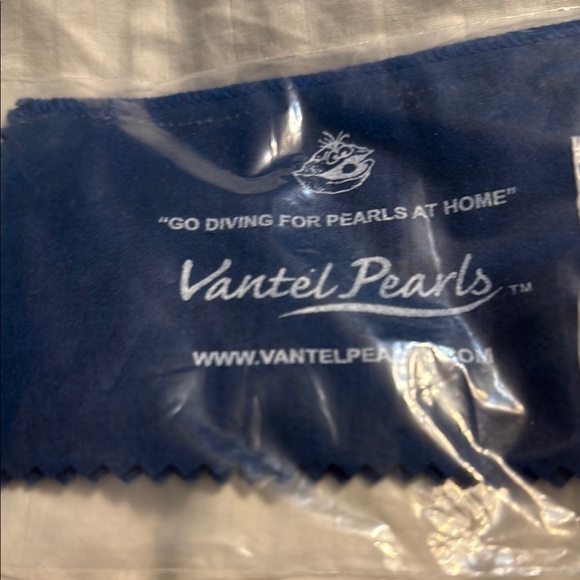 "GO DIVING FOR PEARLS AT HOME"
Vantel Pearls ™